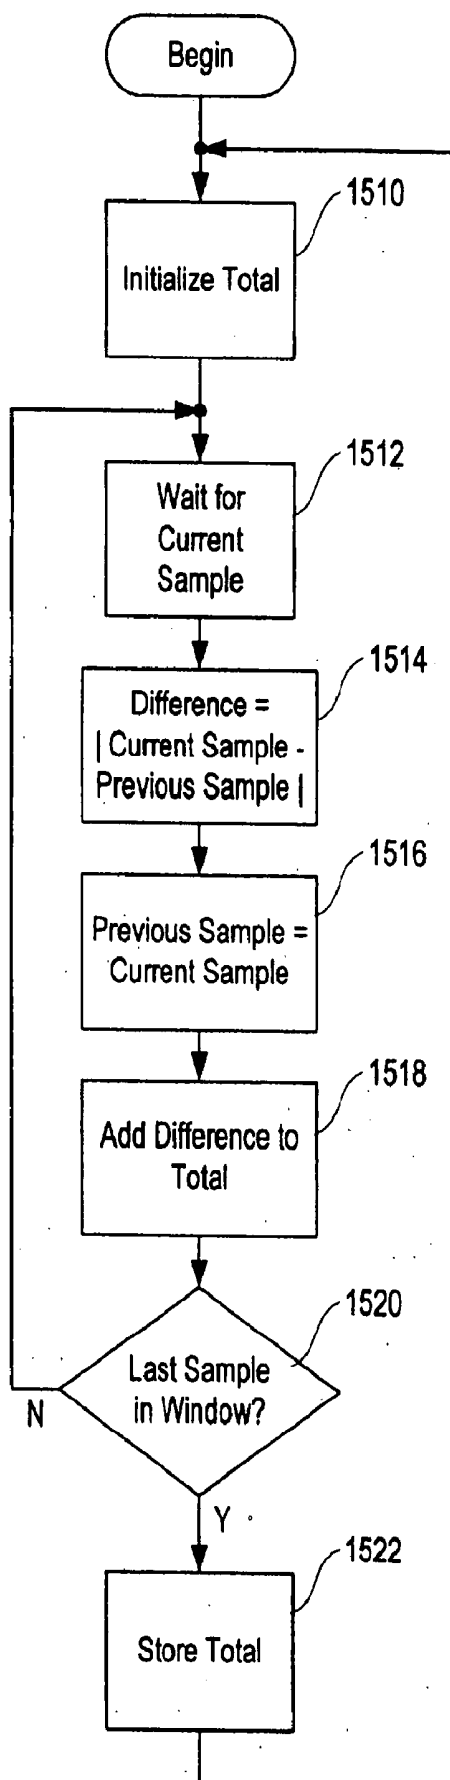 Begin
1510
Initialize Total
1512
Wait for
Current
Sample
1514
Difference =
| Current Sample -
Previous Sample |
1516
Previous Sample =
Current Sample
1518
Add Difference to
Total
1520
Last Sample
in Window?
N
Y
1522
Store Total